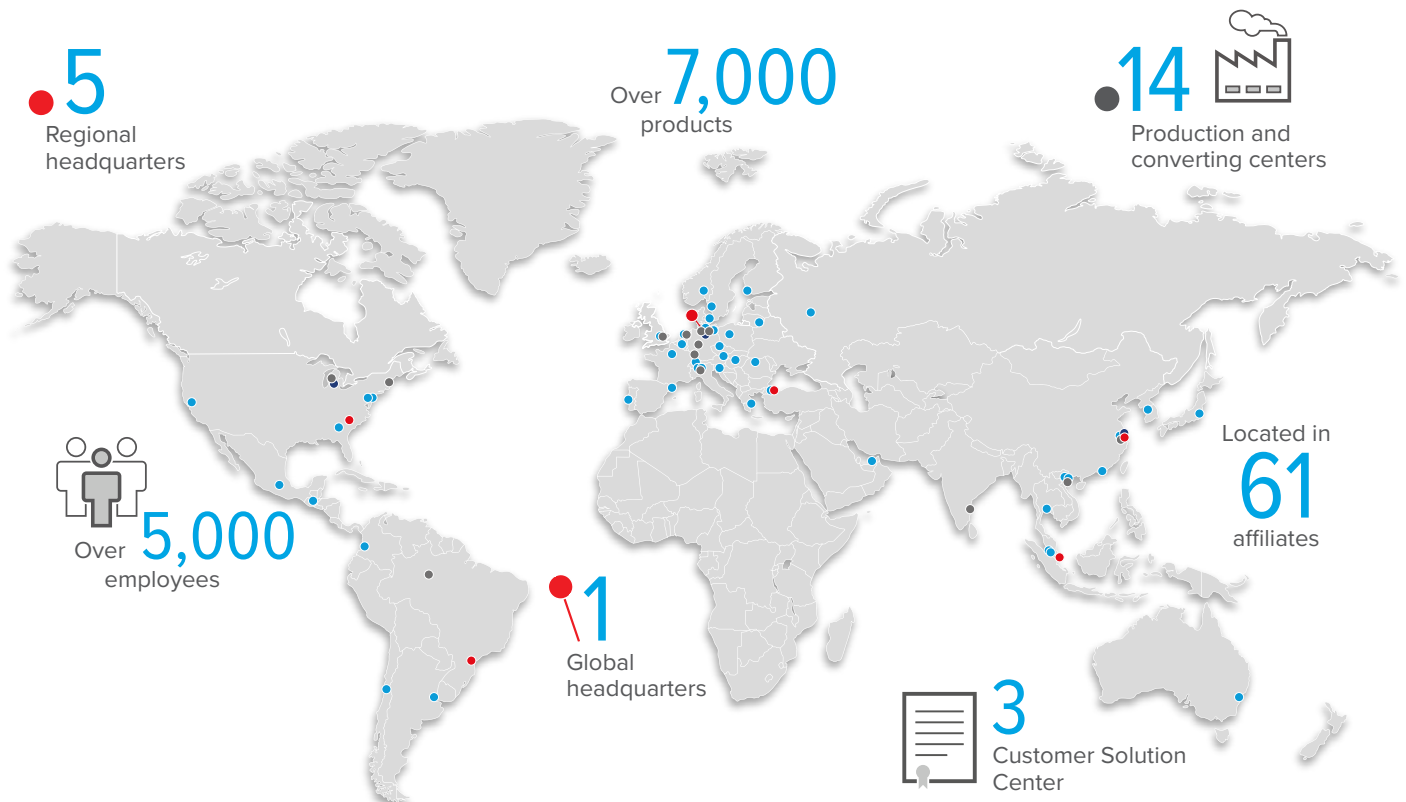 5
Regional
headquarters
Over 7,000
products
14
Production and
converting centers
Located in
61
affiliates
Over 5,000
employees
1
Global
headquarters
3
Customer Solution
Center